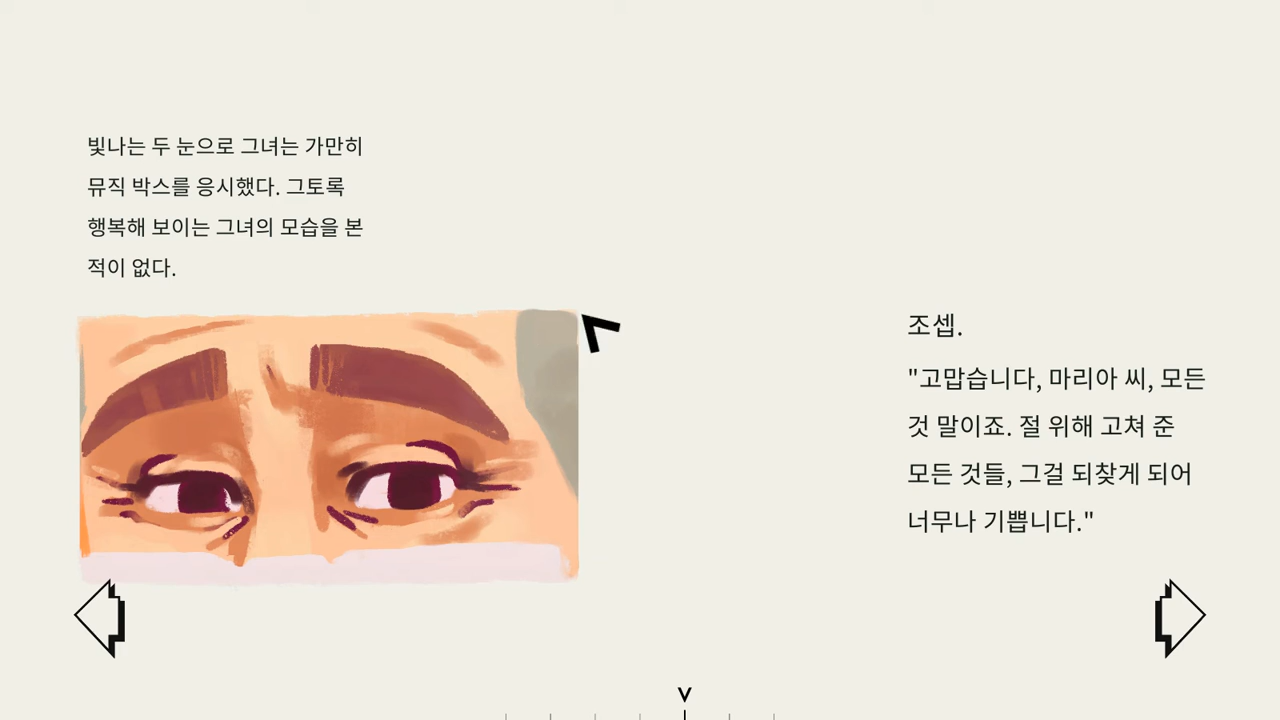 빛나는 두 눈으로 그녀는 가만히
뮤직 박스를 응시했다. 그토록
행복해 보이는 그녀의 모습을 본
적이 없다.
조셉.
"고맙습니다, 마리아 씨, 모든
것 말이죠. 절 위해 고쳐 준
모든 것들, 그걸 되찾게 되어
너무나 기쁩니다."